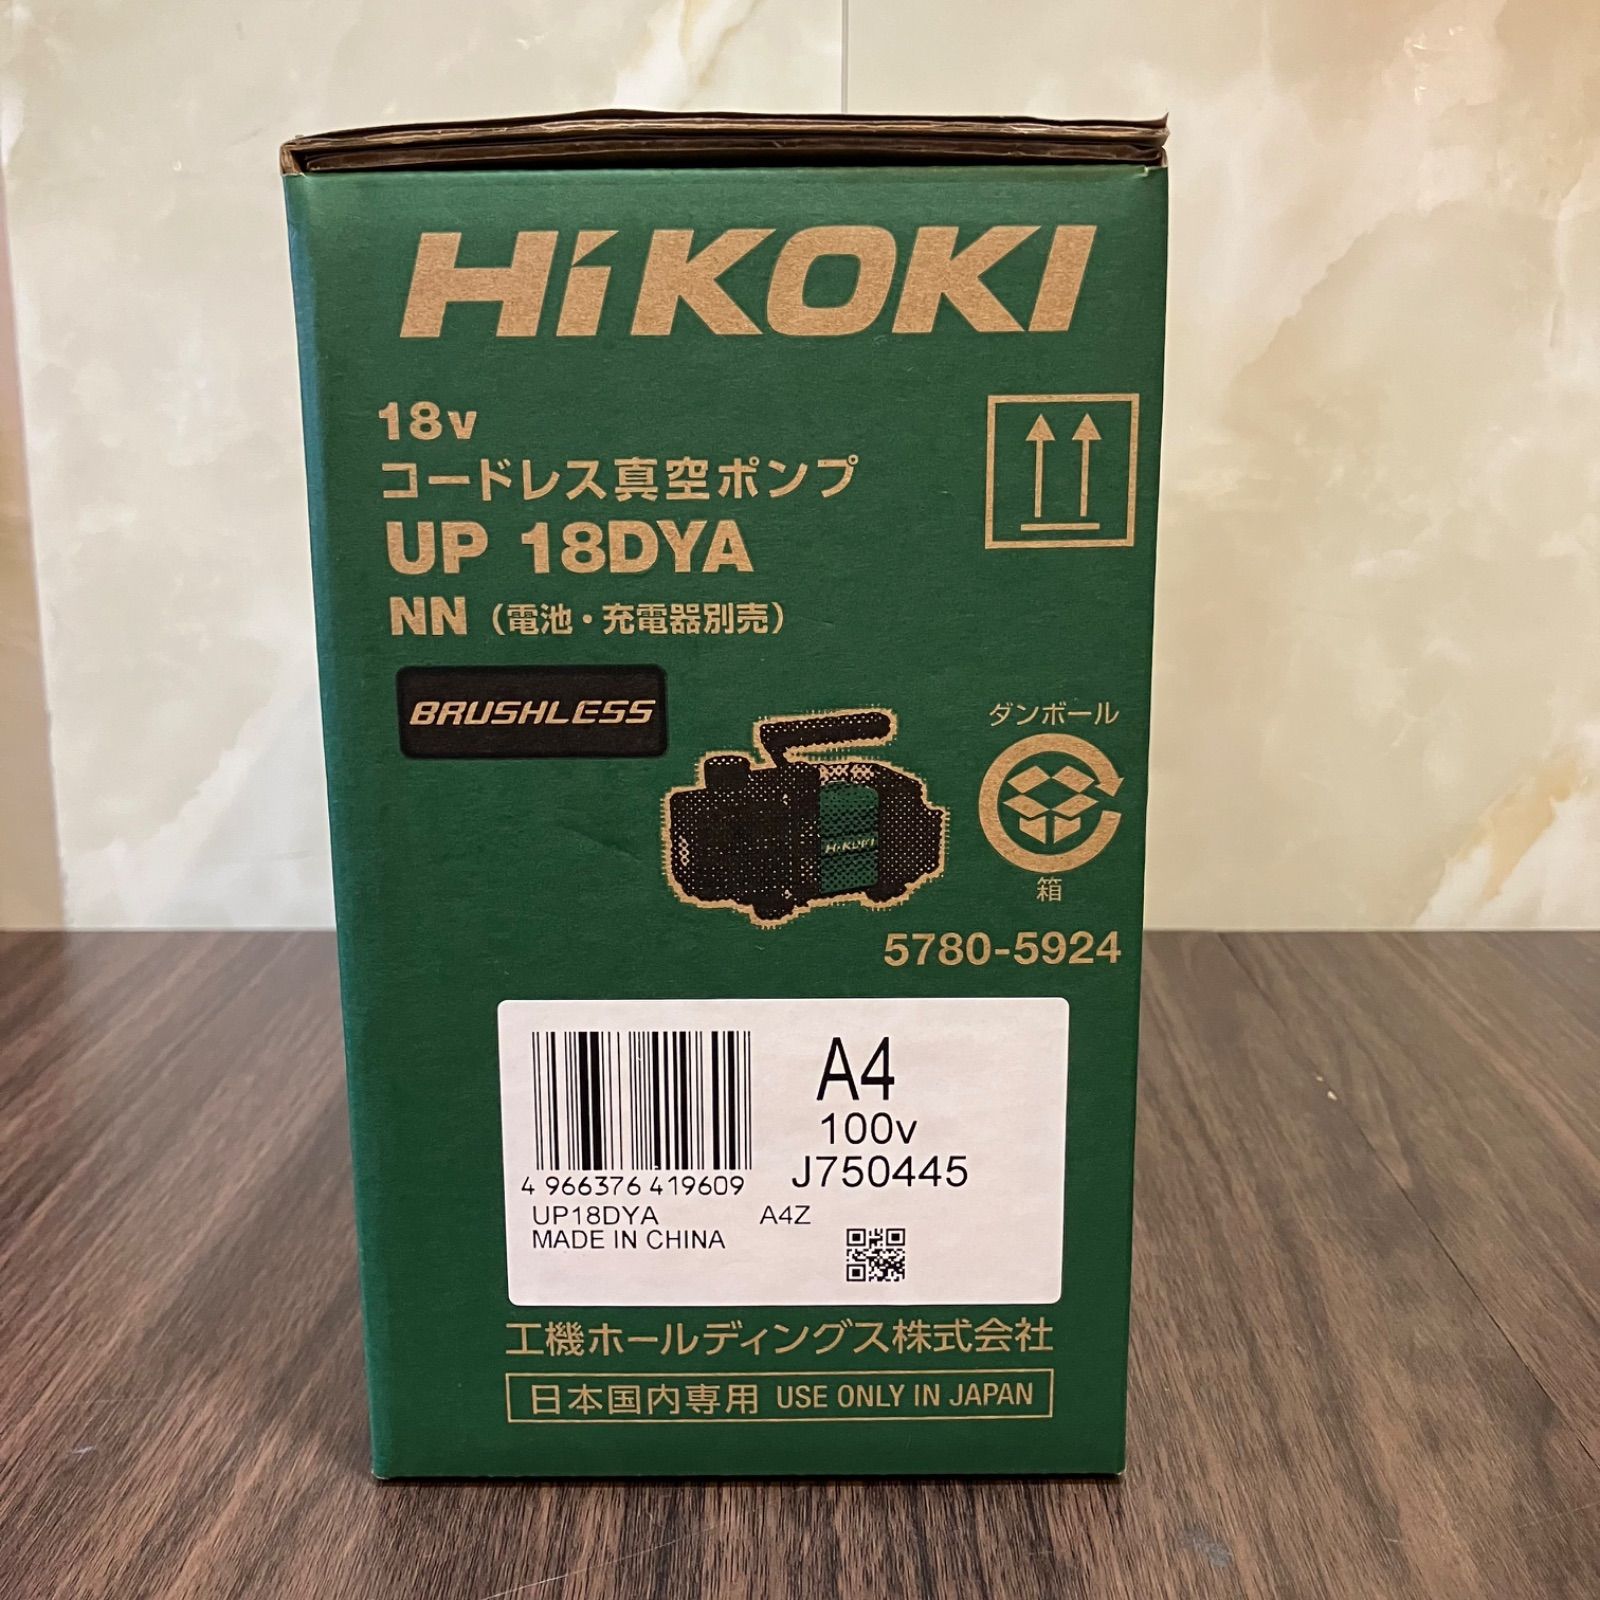 HiKOKI
18v
コードレス真空ポンプ
UP 18DYA
NN（電池・充電器別売）
BRUSHLESS
ダンボール
HiKOKI
箱
5780-5924
A4
100v
J750445
4 966376 419609
UP18DYA A4Z
MADE IN CHINA
工機ホールディングス株式会社
日本国内専用 USE ONLY IN JAPAN